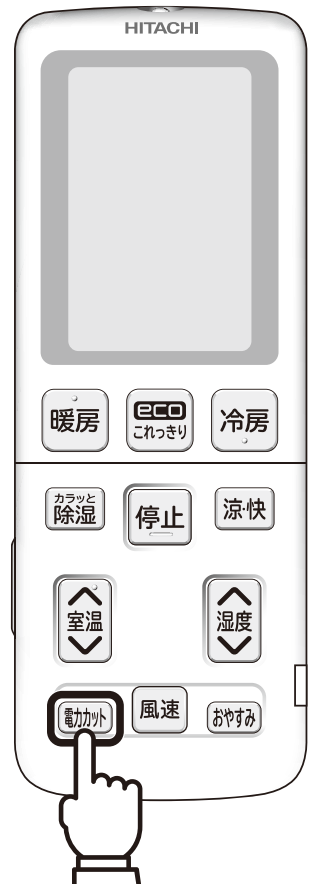 HITACHI
暖房
eco
これっきり
冷房
カラッと
除湿
停止
涼・快
室温
湿度
電力カット
風速
おやすみ